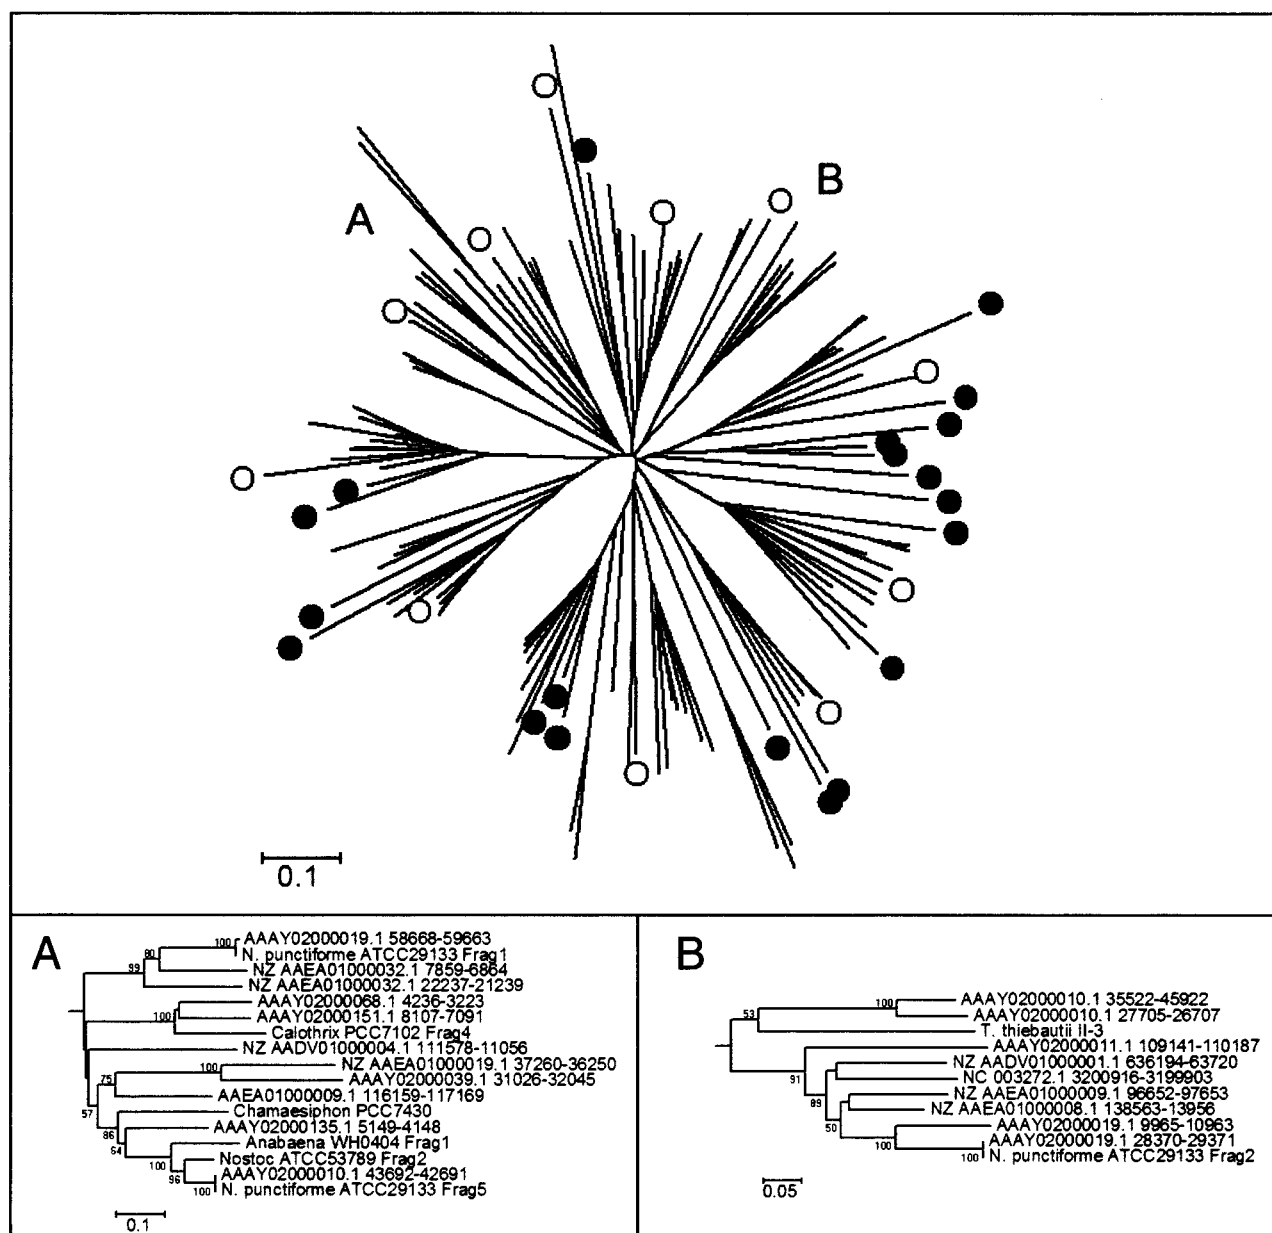 A
B
0.1
A
100
AAAY02000019.1 58668-59663
80
N. punctiforme ATCC29133 Frag1
99
NZ AAEA01000032.1 7859-6864
NZ AAEA01000032.1 22237-21239
AAAY02000068.1 4236-3223
100
AAAY02000151.1 8107-7091
Calothrix PCC7102 Frag4
NZ AADV01000004.1 111578-11056
100
NZ AAEA01000019.1 37260-36250
75
AAAY02000039.1 31026-32045
AAEA01000009.1 116159-117169
57
Chamaesiphon PCC7430
86
AAAY02000135.1 5149-4148
64
Anabaena WH0404 Frag1
100
Nostoc ATCC53789 Frag2
96
AAAY02000010.1 43692-42691
100
N. punctiforme ATCC29133 Frag5
0.1
B
100
AAAY02000010.1 35522-45922
53
AAAY02000010.1 27705-26707
T. thiebautii II-3
AAAY02000011.1 109141-110187
91
NZ AADV01000001.1 636194-63720
NC 003272.1 3200916-3199903
89
NZ AAEA01000009.1 96652-97653
NZ AAEA01000008.1 138563-13956
50
AAAY02000019.1 9965-10963
100
AAAY02000019.1 28370-29371
100
N. punctiforme ATCC29133 Frag2
0.05